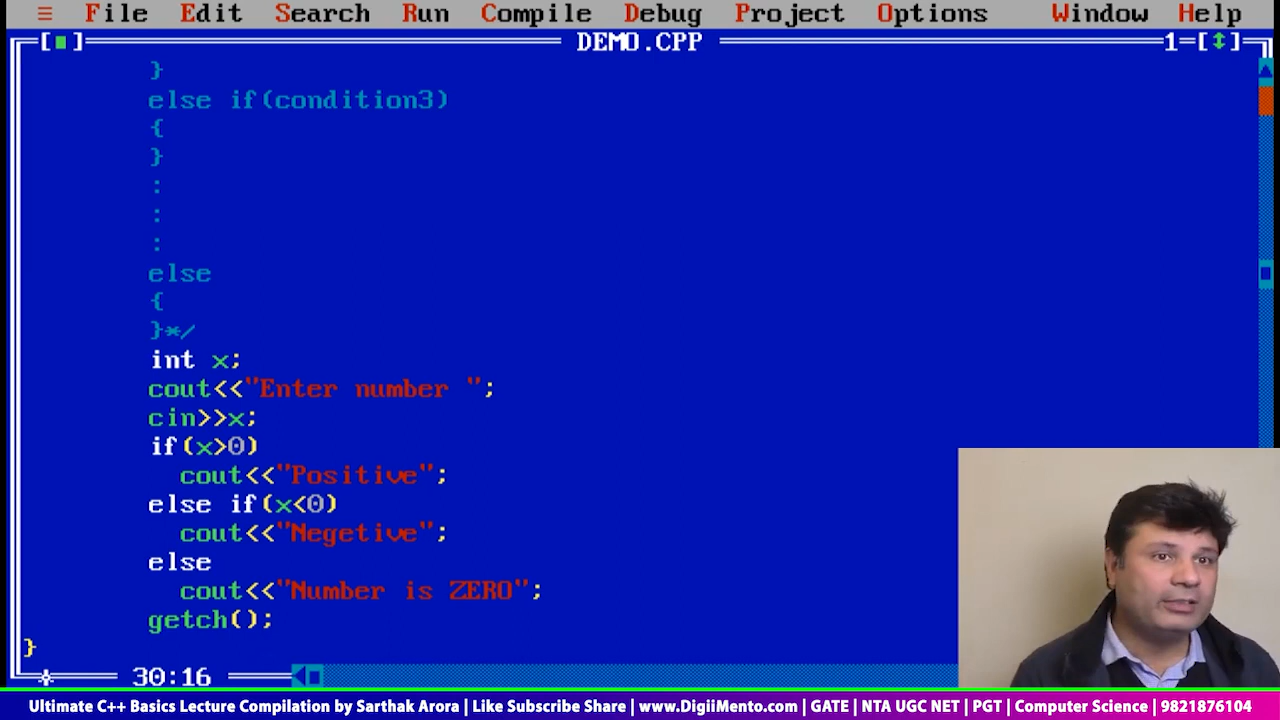 ≡ File Edit Search Run Compile Debug Project Options Window Help
[■] DEMO.CPP 1=[↕]
}
else if(condition3)
{
}
:
:
:
else
{
}*/
int x;
cout<<"Enter number ";
cin>>x;
if(x>0)
cout<<"Positive";
else if(x<0)
cout<<"Negetive";
else
cout<<"Number is ZERO";
getch();
}
* 30:16
Ultimate C++ Basics Lecture Compilation by Sarthak Arora | Like Subscribe Share | www.DigiiMento.com | GATE | NTA UGC NET | PGT | Computer Science | 9821876104